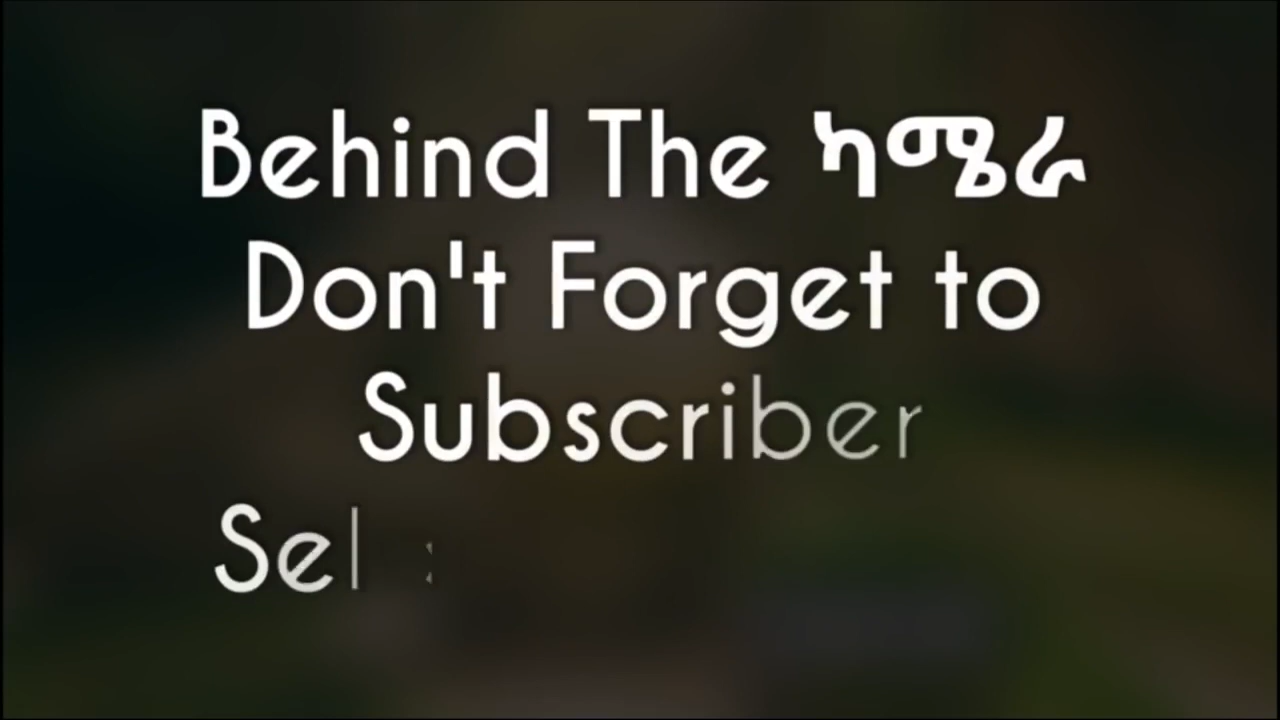 Behind The ካሜራ
Don't Forget to
Subscriber
Sel